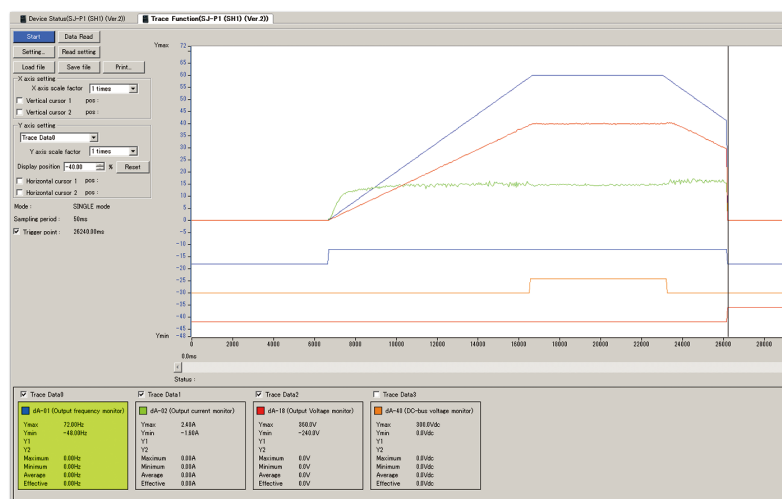 Device Status(SJ-P1 (SH1) (Ver.2)) Trace Function(SJ-P1 (SH1) (Ver.2))
Start Data Read
Setting.. Read setting
Load file Save file Print..
X axis setting
X axis scale factor 1 times
Vertical cursor 1 pos :
Vertical cursor 2 pos :
Y axis setting
Trace Data0
Y axis scale factor 1 times
Display position -40.00 % Reset
Horizontal cursor 1 pos :
Horizontal cursor 2 pos :
Mode : SINGLE mode
Sampling period : 50ms
Trigger point : 26240.00ms
Ymax 72
65
60
55
50
45
40
35
30
25
20
15
10
5
0
-5
-10
-15
-20
-25
-30
-35
-40
-45
Ymin -48
0 2000 4000 6000 8000 10000 12000 14000 16000 18000 20000 22000 24000 26000 28000
0.0ms
Status :
Trace Data0 Trace Data1 Trace Data2 Trace Data3
dA-01 (Output frequency monitor) dA-02 (Output current monitor) dA-18 (Output Voltage monitor) dA-40 (DC-bus voltage monitor)
Ymax 72.00Hz Ymax 2.40A Ymax 360.0V Ymax 300.0Vdc
Ymin -48.00Hz Ymin -1.60A Ymin -240.0V Ymin 0.0Vdc
Y1 Y1 Y1 Y1
Y2 Y2 Y2 Y2
Maximum 0.00Hz Maximum 0.00A Maximum 0.0V Maximum 0.0Vdc
Minimum 0.00Hz Minimum 0.00A Minimum 0.0V Minimum 0.0Vdc
Average 0.00Hz Average 0.00A Average 0.0V Average 0.0Vdc
Effective 0.00Hz Effective 0.00A Effective 0.0V Effective 0.0Vdc